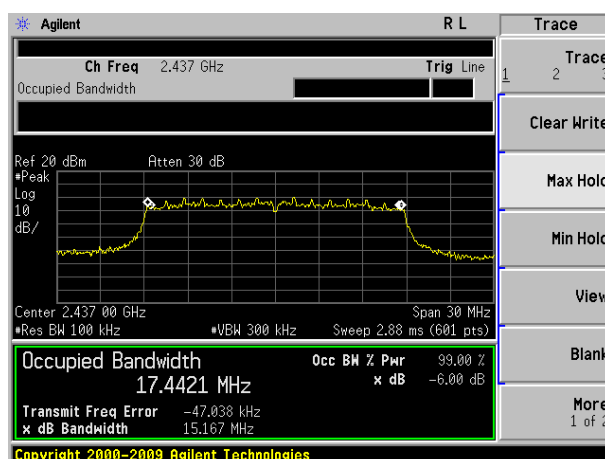 Agilent R L Trace
Ch Freq 2.437 GHz Trig Line
Occupied Bandwidth
Trace
1 2 3
Clear Write
Max Hold
Min Hold
View
Blank
More
1 of 2
Ref 20 dBm Atten 30 dB
#Peak
Log
10
dB/
Center 2.437 00 GHz Span 30 MHz
#Res BW 100 kHz #VBW 300 kHz Sweep 2.88 ms (601 pts)
Occupied Bandwidth Occ BW % Pwr 99.00 %
17.4421 MHz x dB -6.00 dB
Transmit Freq Error -47.038 kHz
x dB Bandwidth 15.167 MHz
Copyright 2000-2009 Agilent Technologies